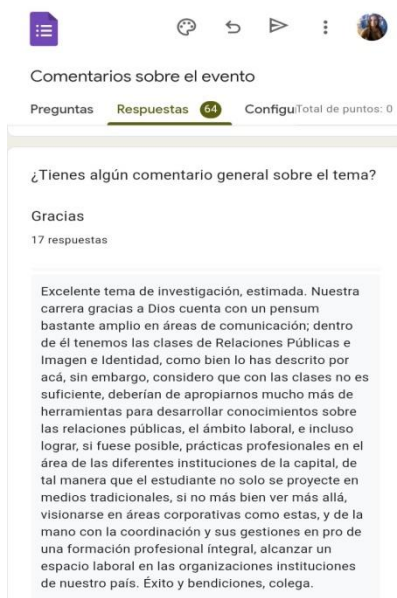 Comentarios sobre el evento
Preguntas Respuestas 64 Configu Total de puntos: 0
¿Tienes algún comentario general sobre el tema?
Gracias
17 respuestas
Excelente tema de investigación, estimada. Nuestra
carrera gracias a Dios cuenta con un pensum
bastante amplio en áreas de comunicación; dentro
de él tenemos las clases de Relaciones Públicas e
Imagen e Identidad, como bien lo has descrito por
acá, sin embargo, considero que con las clases no es
suficiente, deberían de apropiarnos mucho más de
herramientas para desarrollar conocimientos sobre
las relaciones públicas, el ámbito laboral, e incluso
lograr, si fuese posible, prácticas profesionales en el
área de las diferentes instituciones de la capital, de
tal manera que el estudiante no solo se proyecte en
medios tradicionales, si no más bien ver más allá,
visionarse en áreas corporativas como estas, y de la
mano con la coordinación y sus gestiones en pro de
una formación profesional íntegral, alcanzar un
espacio laboral en las organizaciones instituciones
de nuestro país. Éxito y bendiciones, colega.